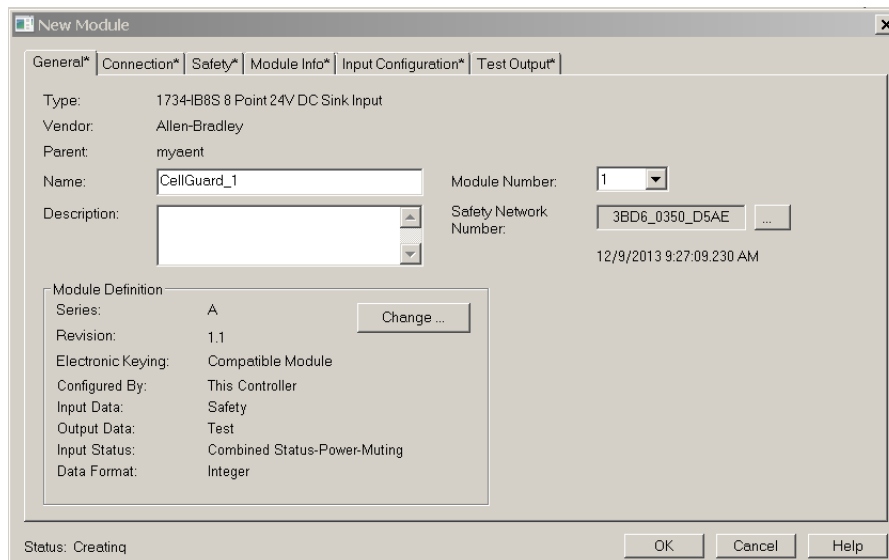 New Module
General* Connection* Safety* Module Info* Input Configuration* Test Output*
Type: 1734-IB8S 8 Point 24V DC Sink Input
Vendor: Allen-Bradley
Parent: myaent
Name: CellGuard_1
Module Number: 1
Description:
Safety Network Number: 3BD6_0350_D5AE ...
12/9/2013 9:27:09.230 AM
Module Definition
Series: A
Change ...
Revision: 1.1
Electronic Keying: Compatible Module
Configured By: This Controller
Input Data: Safety
Output Data: Test
Input Status: Combined Status-Power-Muting
Data Format: Integer
Status: Creating
OK Cancel Help